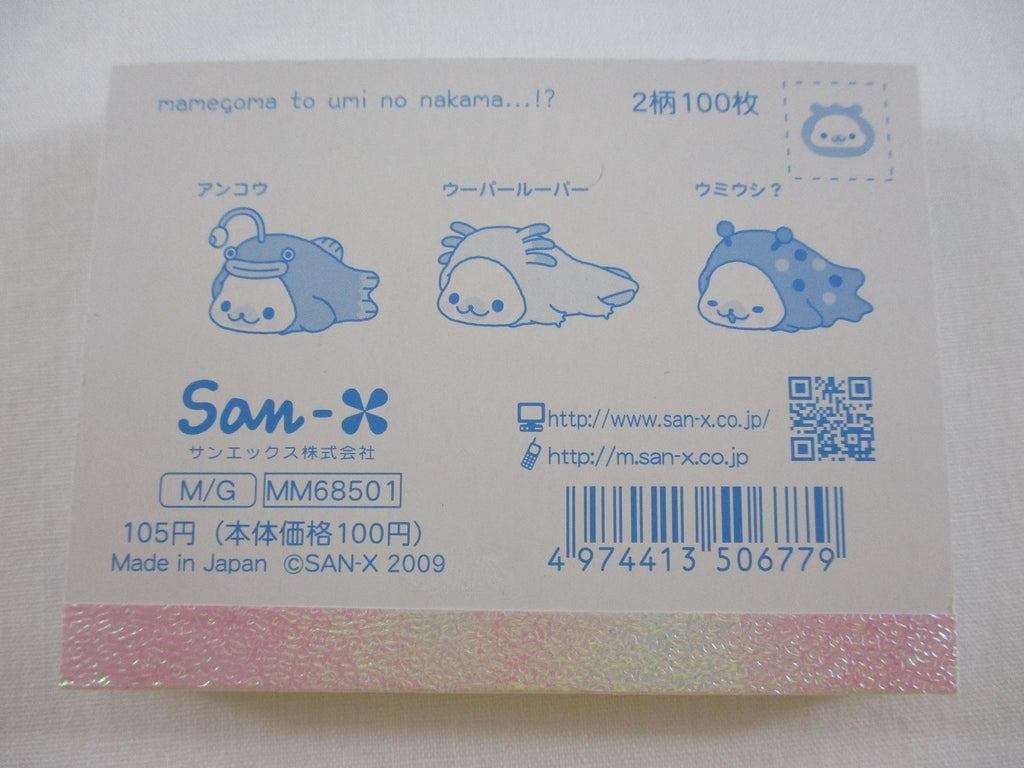 mamegoma to umi no nakama...!?
2柄100枚
アンコウ
ウーパールーパー
ウミウシ？
San-X
サンエックス株式会社
http://www.san-x.co.jp/
http://m.san-x.co.jp
M/G MM68501
105円（本体価格100円）
Made in Japan ©SAN-X 2009
4 974413 506779